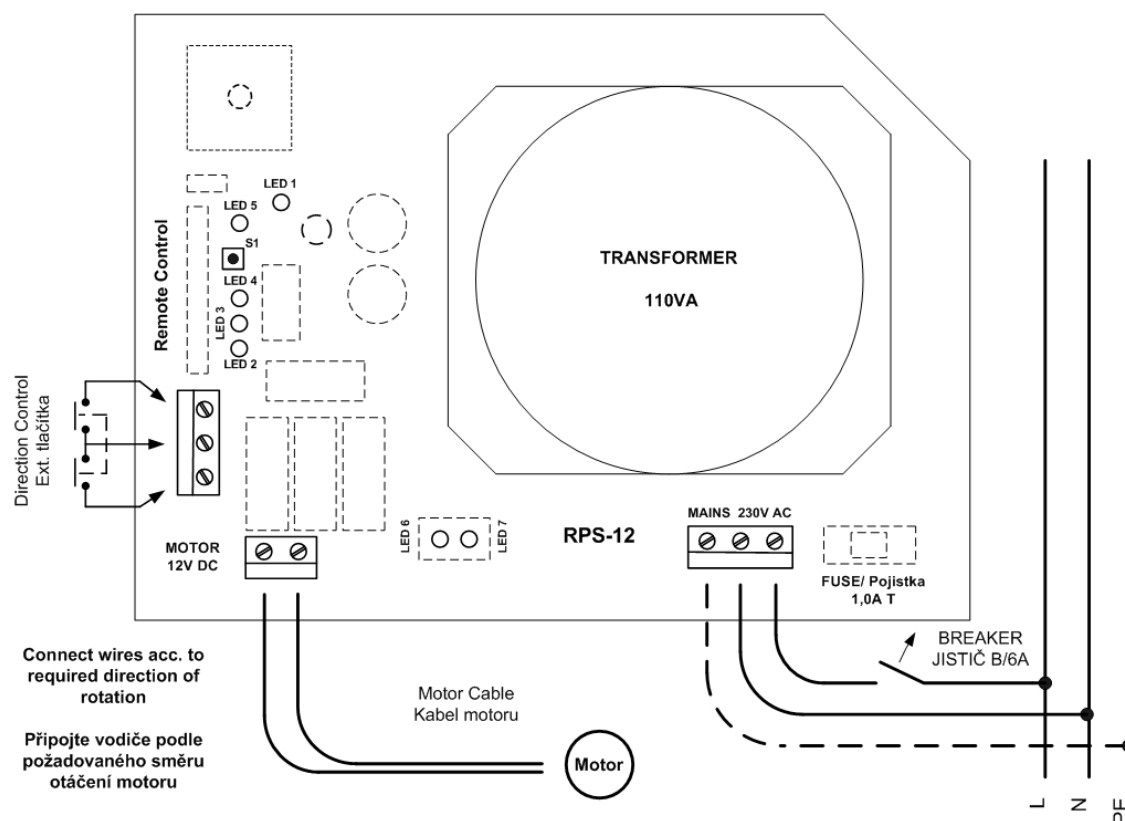 LED 1
LED 5
S1
LED 4
LED 3
LED 2
Remote Control
TRANSFORMER
110VA
Direction Control
Ext. tlačítka
MOTOR
12V DC
LED 6
LED 7
RPS-12
MAINS 230V AC
FUSE/ Pojistka
1,0A T
BREAKER
JISTIČ B/6A
Connect wires acc. to
required direction of
rotation
Motor Cable
Kabel motoru
Připojte vodiče podle
požadovaného směru
otáčení motoru
Motor
L
N
PE